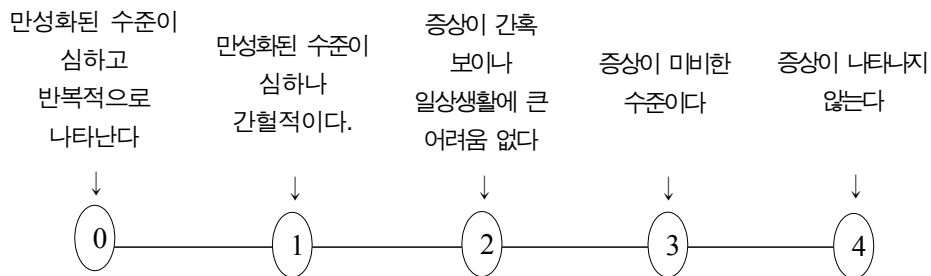 만성화된 수준이
심하고
반복적으로
나타난다
만성화된 수준이
심하나
간헐적이다.
증상이 간혹
보이나
일상생활에 큰
어려움 없다
증상이 미비한
수준이다
증상이 나타나지
않는다
↓ ↓ ↓ ↓ ↓
0 1 2 3 4